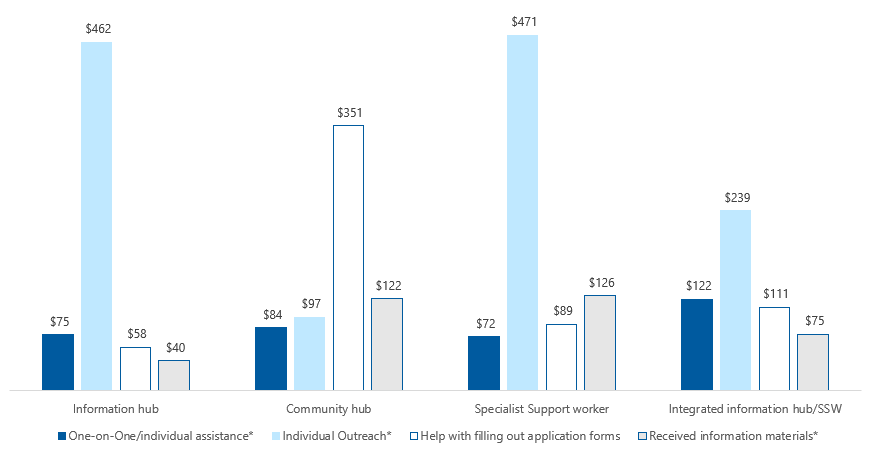 $462
$471
$351
$239
$75
$58
$40
$84
$97
$122
$72
$89
$126
$122
$111
$75
Information hub
Community hub
Specialist Support worker
Integrated information hub/SSW
One-on-One/individual assistance*
Individual Outreach*
Help with filling out application forms
Received information materials*